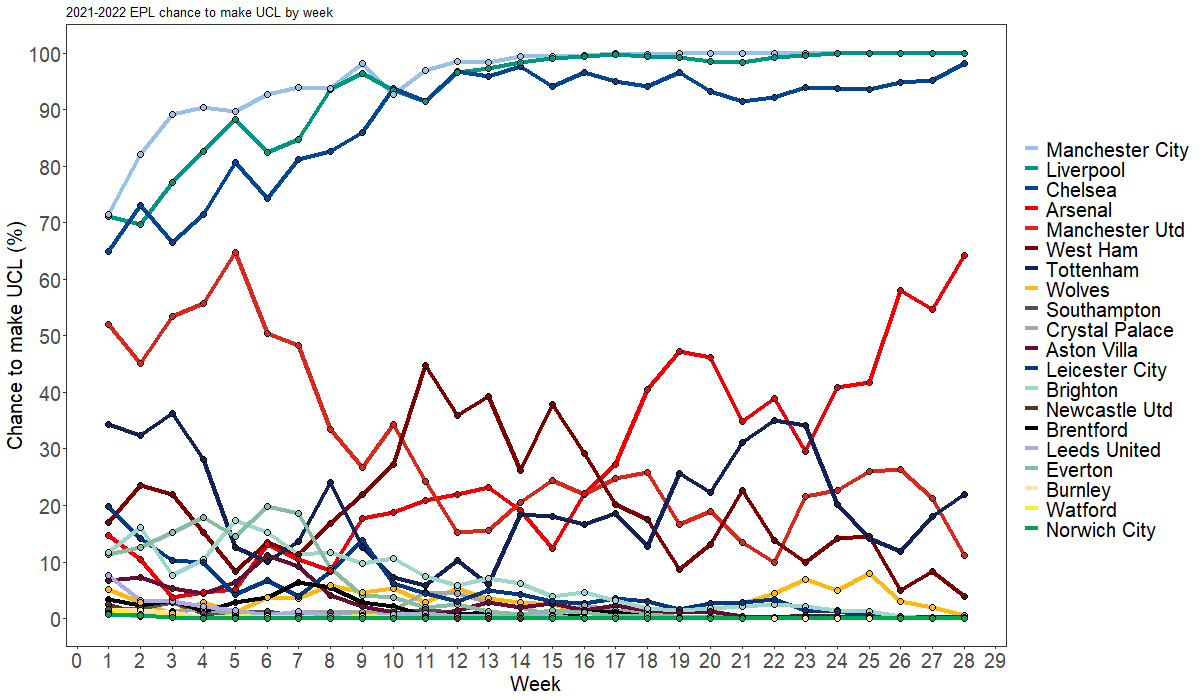 2021-2022 EPL chance to make UCL by week
Chance to make UCL (%)
100
90
80
70
60
50
40
30
20
10
0
0 1 2 3 4 5 6 7 8 9 10 11 12 13 14 15 16 17 18 19 20 21 22 23 24 25 26 27 28 29
Week
Manchester City
Liverpool
Chelsea
Arsenal
Manchester Utd
West Ham
Tottenham
Wolves
Southampton
Crystal Palace
Aston Villa
Leicester City
Brighton
Newcastle Utd
Brentford
Leeds United
Everton
Burnley
Watford
Norwich City